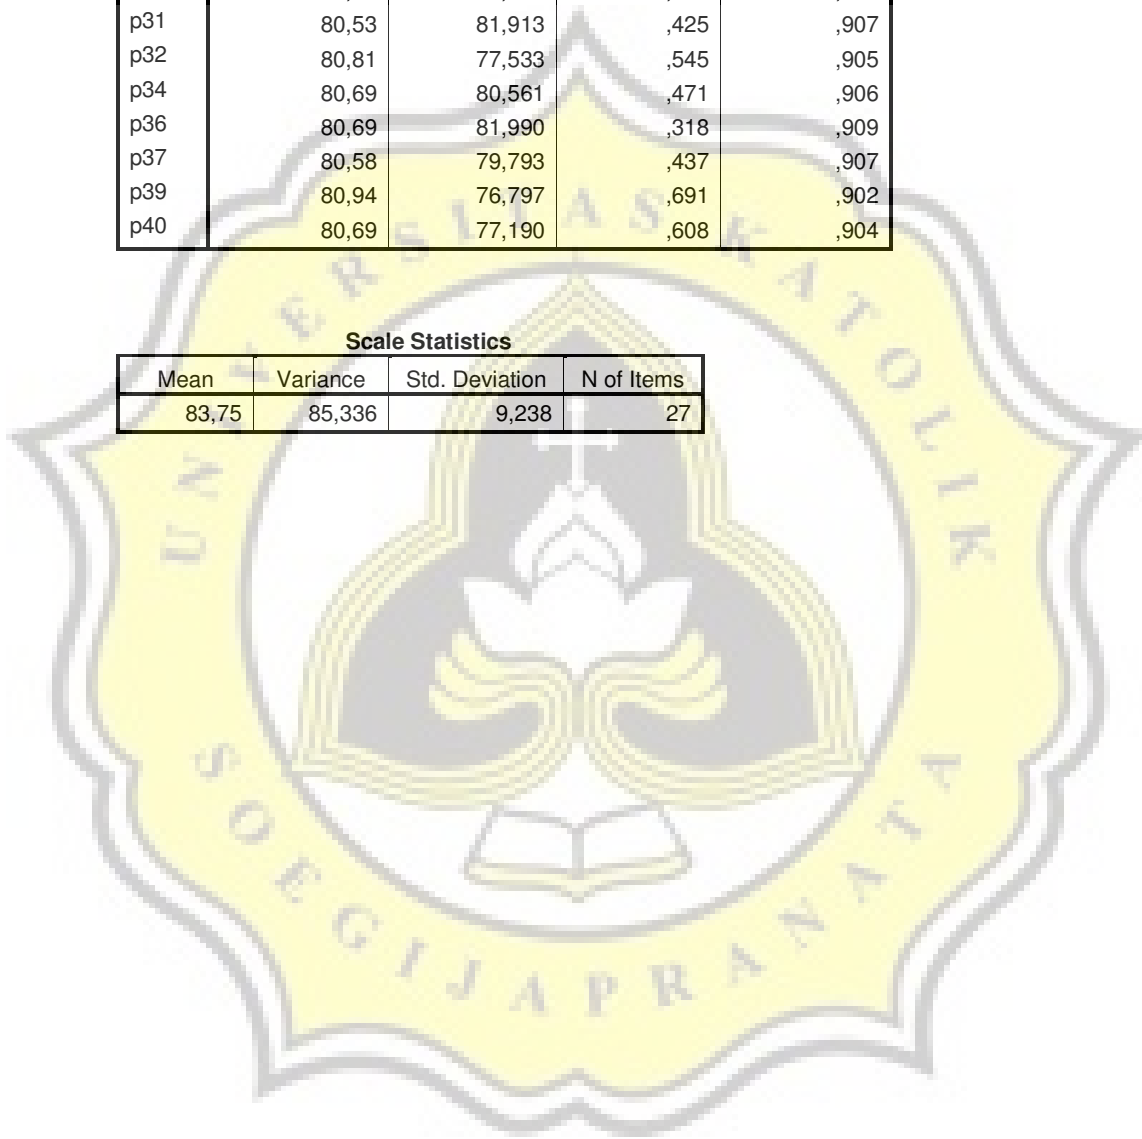 p31 80,53 81,913 ,425 ,907
p32 80,81 77,533 ,545 ,905
p34 80,69 80,561 ,471 ,906
p36 80,69 81,990 ,318 ,909
p37 80,58 79,793 ,437 ,907
p39 80,94 76,797 ,691 ,902
p40 80,69 77,190 ,608 ,904
Scale Statistics
Mean Variance Std. Deviation N of Items
83,75 85,336 9,238 27
UNIVERSITAS KATOLIK
SOEGIJAPRANATA